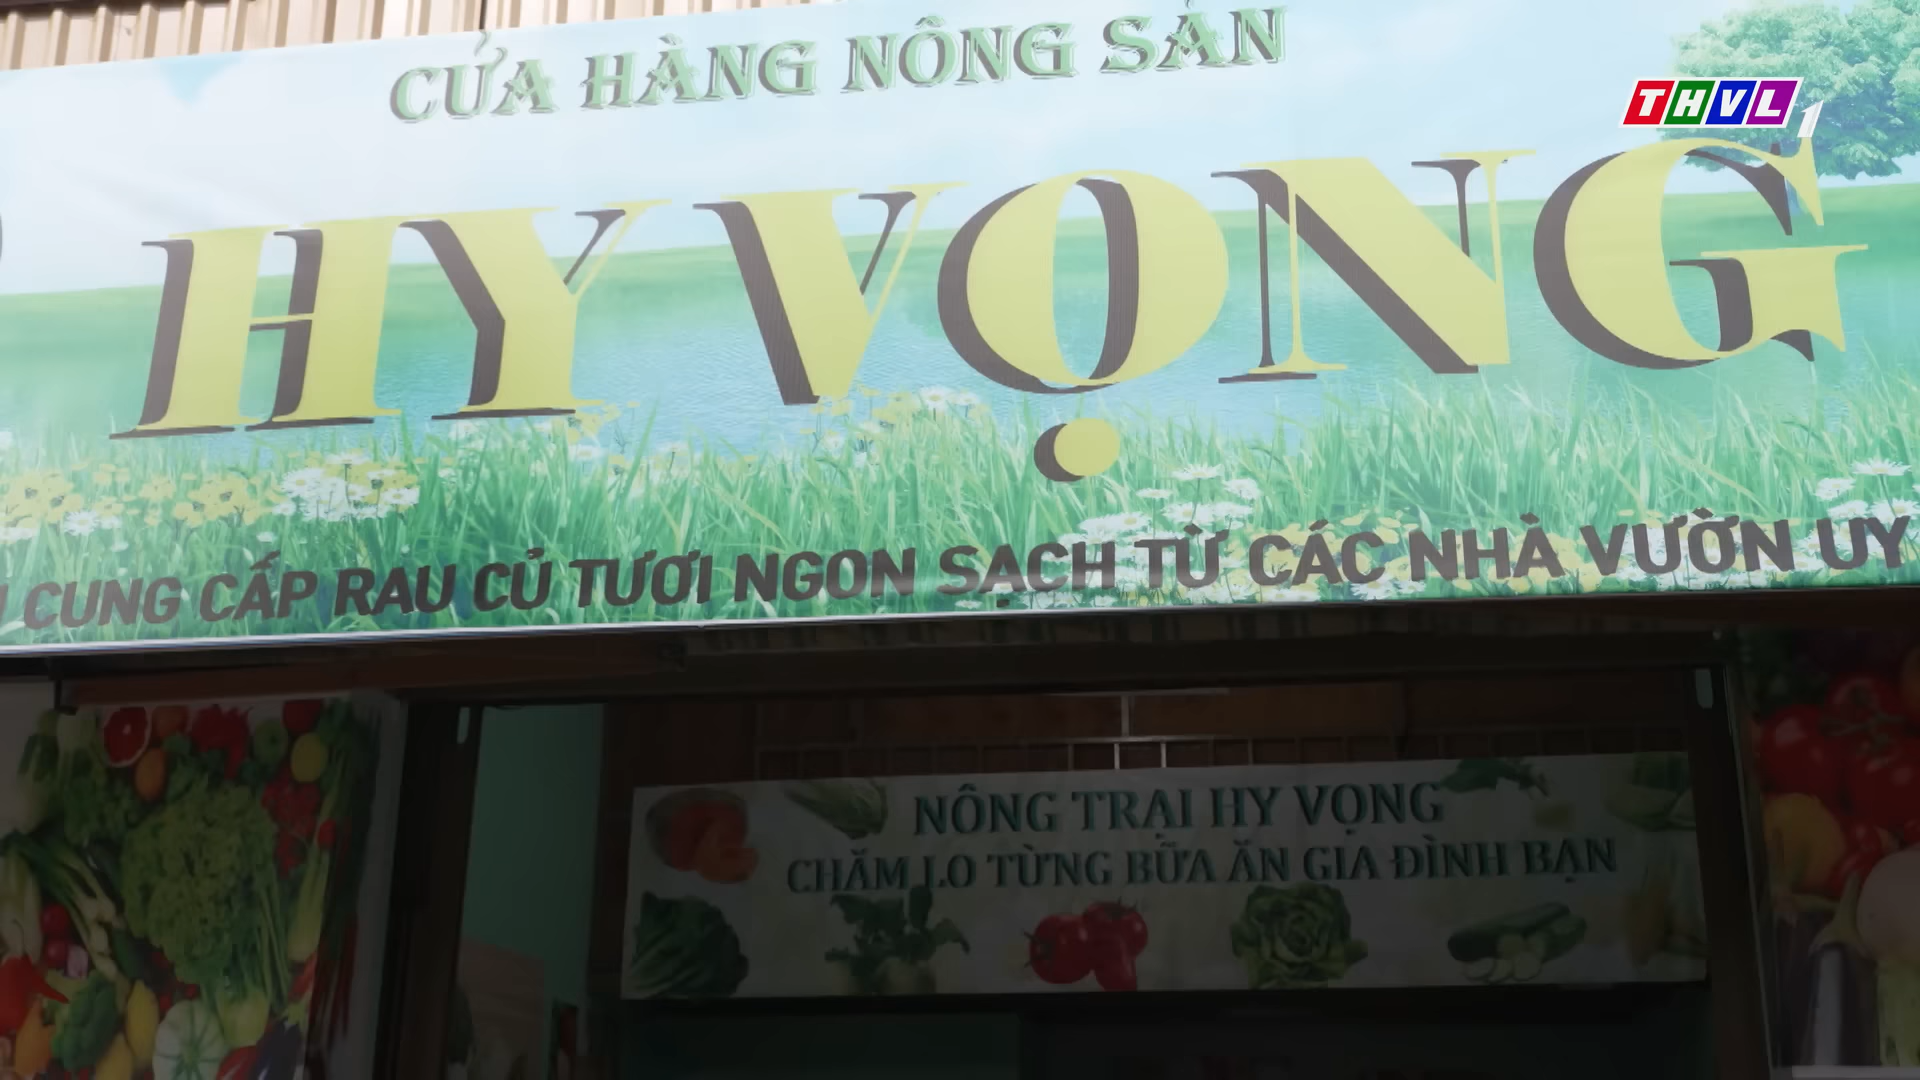 CỬA HÀNG NÔNG SẢN
THVL 1
HY VỌNG
CUNG CẤP RAU CỦ TƯƠI NGON SẠCH TỪ CÁC NHÀ VƯỜN UY
NÔNG TRẠI HY VỌNG
CHĂM LO TỪNG BỮA ĂN GIA ĐÌNH BẠN